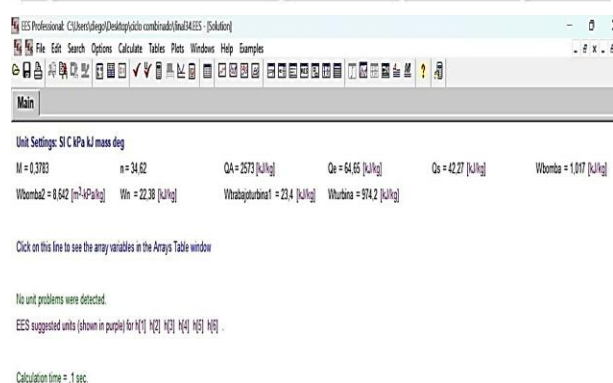 EES Professional: C:\Users\diego\Desktop\ciclo combinado\final34.EES - [Solution]
File Edit Search Options Calculate Tables Plots Windows Help Examples
Main
Unit Settings: SI C kPa kJ mass deg
M = 0,3783 n = 34,62 QA = 2573 [kJ/kg] Qe = 64,65 [kJ/kg] Qs = 42,27 [kJ/kg] Wbomba = 1,017 [kJ/kg]
Wbomba2 = 8,642 [m³-kPa/kg] Wn = 22,38 [kJ/kg] Wtrabajoturbina1 = 23,4 [kJ/kg] Wturbina = 974,2 [kJ/kg]
Click on this line to see the array variables in the Arrays Table window
No unit problems were detected.
EES suggested units (shown in purple) for h[1] h[2] h[3] h[4] h[5] h[6] .
Calculation time = .1 sec.